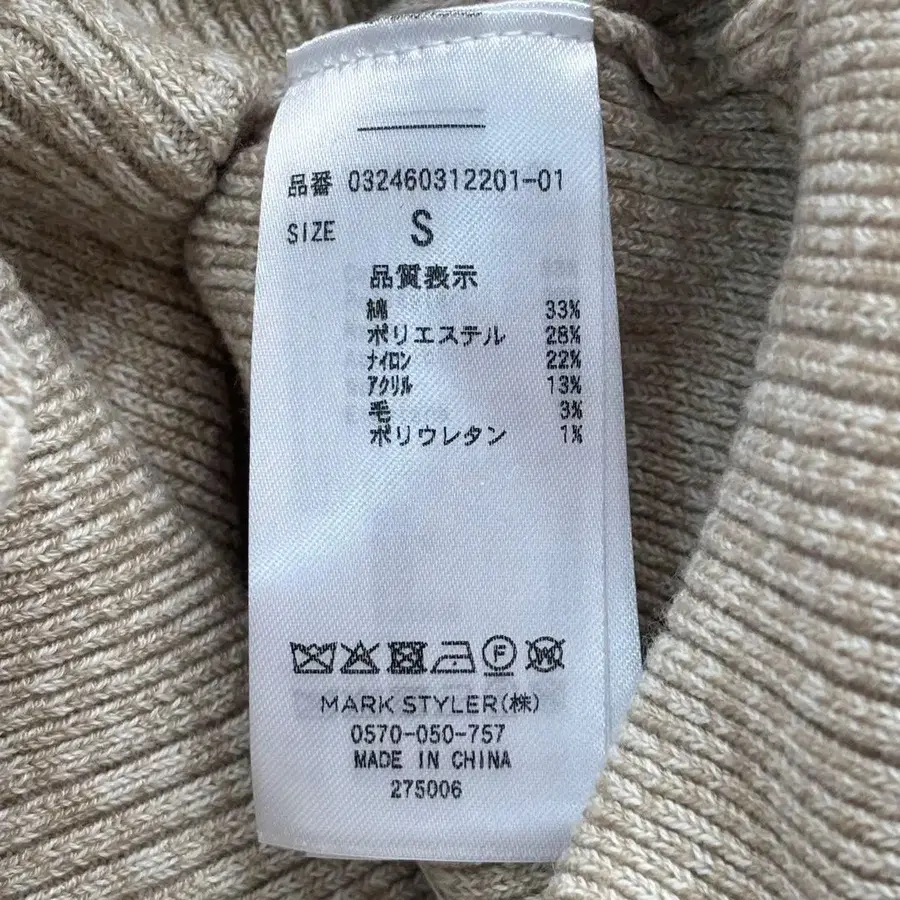 品番 032460312201-01
SIZE S
品質表示
綿 33%
ポリエステル 28%
ナイロン 22%
アクリル 13%
毛 3%
ポリウレタン 1%
F W
MARK STYLER(株)
0570-050-757
MADE IN CHINA
275006